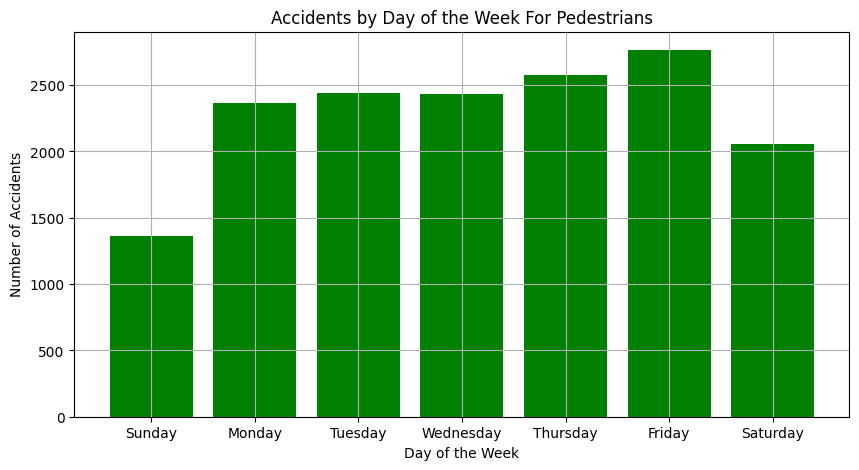 Accidents by Day of the Week For Pedestrians
Number of Accidents
2500
2000
1500
1000
500
0
Sunday Monday Tuesday Wednesday Thursday Friday Saturday
Day of the Week